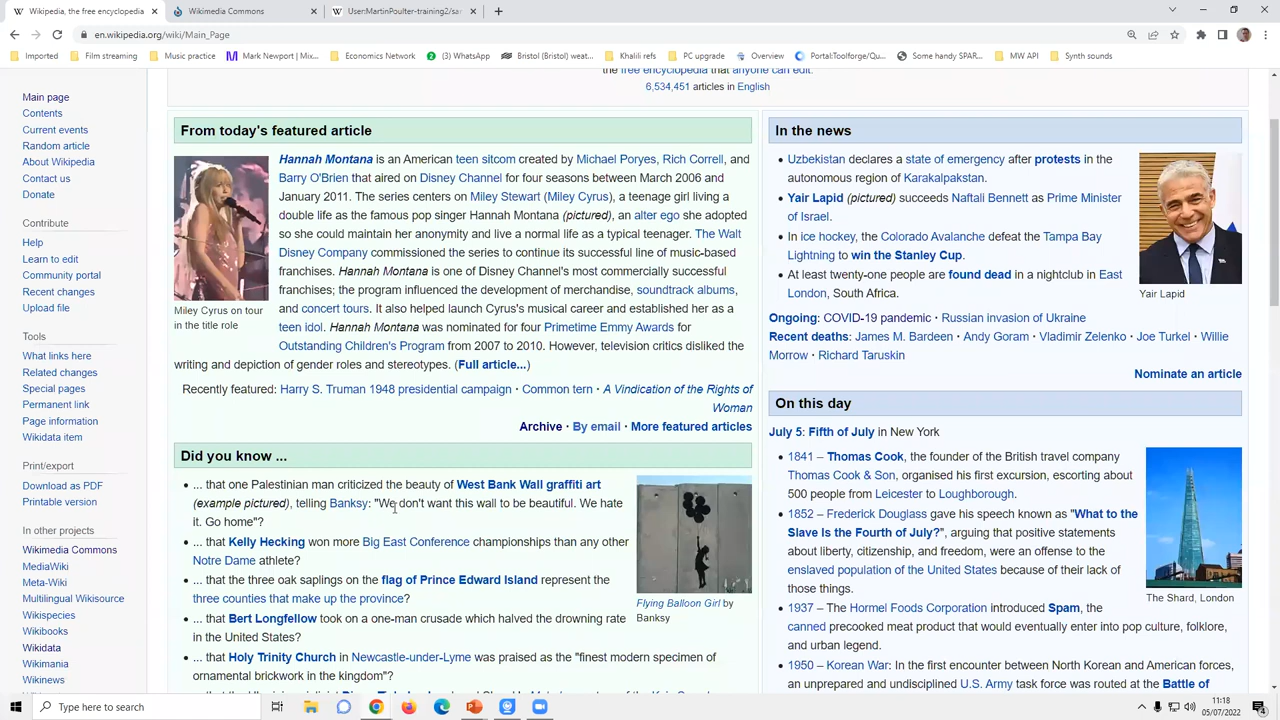 Wikipedia, the free encyclopedia
Wikimedia Commons
User:MartinPoulter-training2/sar
en.wikipedia.org/wiki/Main_Page
Imported
Film streaming
Music practice
Mark Newport | Mix...
Economics Network
(3) WhatsApp
Bristol (Bristol) weat...
Khalili refs
PC upgrade
Overview
Portal:Toolforge/Qu...
Some handy SPAR...
MW API
Synth sounds
the free encyclopedia that anyone can edit.
6,534,451 articles in English
Main page
Contents
Current events
Random article
About Wikipedia
Contact us
Donate
Contribute
Help
Learn to edit
Community portal
Recent changes
Upload file
Tools
What links here
Related changes
Special pages
Permanent link
Page information
Wikidata item
Print/export
Download as PDF
Printable version
In other projects
Wikimedia Commons
MediaWiki
Meta-Wiki
Multilingual Wikisource
Wikispecies
Wikibooks
Wikidata
Wikimania
Wikinews
From today's featured article
Hannah Montana is an American teen sitcom created by Michael Poryes, Rich Correll, and
Barry O'Brien that aired on Disney Channel for four seasons between March 2006 and
January 2011. The series centers on Miley Stewart (Miley Cyrus), a teenage girl living a
double life as the famous pop singer Hannah Montana (pictured), an alter ego she adopted
so she could maintain her anonymity and live a normal life as a typical teenager. The Walt
Disney Company commissioned the series to continue its successful line of music-based
franchises. Hannah Montana is one of Disney Channel's most commercially successful
franchises; the program influenced the development of merchandise, soundtrack albums,
and concert tours. It also helped launch Cyrus's musical career and established her as a
teen idol. Hannah Montana was nominated for four Primetime Emmy Awards for
Outstanding Children's Program from 2007 to 2010. However, television critics disliked the
writing and depiction of gender roles and stereotypes. (Full article...)
Miley Cyrus on tour
in the title role
Recently featured: Harry S. Truman 1948 presidential campaign · Common tern · A Vindication of the Rights of
Woman
Archive · By email · More featured articles
Did you know ...
... that one Palestinian man criticized the beauty of West Bank Wall graffiti art
(example pictured), telling Banksy: "We don't want this wall to be beautiful. We hate
it. Go home"?
... that Kelly Hecking won more Big East Conference championships than any other
Notre Dame athlete?
... that the three oak saplings on the flag of Prince Edward Island represent the
three counties that make up the province?
... that Bert Longfellow took on a one-man crusade which halved the drowning rate
in the United States?
... that Holy Trinity Church in Newcastle-under-Lyme was praised as the "finest modern specimen of
ornamental brickwork in the kingdom"?
Flying Balloon Girl by
Banksy
In the news
Uzbekistan declares a state of emergency after protests in the
autonomous region of Karakalpakstan.
Yair Lapid (pictured) succeeds Naftali Bennett as Prime Minister
of Israel.
In ice hockey, the Colorado Avalanche defeat the Tampa Bay
Lightning to win the Stanley Cup.
At least twenty-one people are found dead in a nightclub in East
London, South Africa.
Yair Lapid
Ongoing: COVID-19 pandemic · Russian invasion of Ukraine
Recent deaths: James M. Bardeen · Andy Goram · Vladimir Zelenko · Joe Turkel · Willie
Morrow · Richard Taruskin
Nominate an article
On this day
July 5: Fifth of July in New York
1841 – Thomas Cook, the founder of the British travel company
Thomas Cook & Son, organised his first excursion, escorting about
500 people from Leicester to Loughborough.
1852 – Frederick Douglass gave his speech known as "What to the
Slave Is the Fourth of July?", arguing that positive statements
about liberty, citizenship, and freedom, were an offense to the
enslaved population of the United States because of their lack of
those things.
1937 – The Hormel Foods Corporation introduced Spam, the
canned precooked meat product that would eventually enter into pop culture, folklore,
and urban legend.
1950 – Korean War: In the first encounter between North Korean and American forces,
an unprepared and undisciplined U.S. Army task force was routed at the Battle of
The Shard, London
Type here to search
11:18
05/07/2022
4